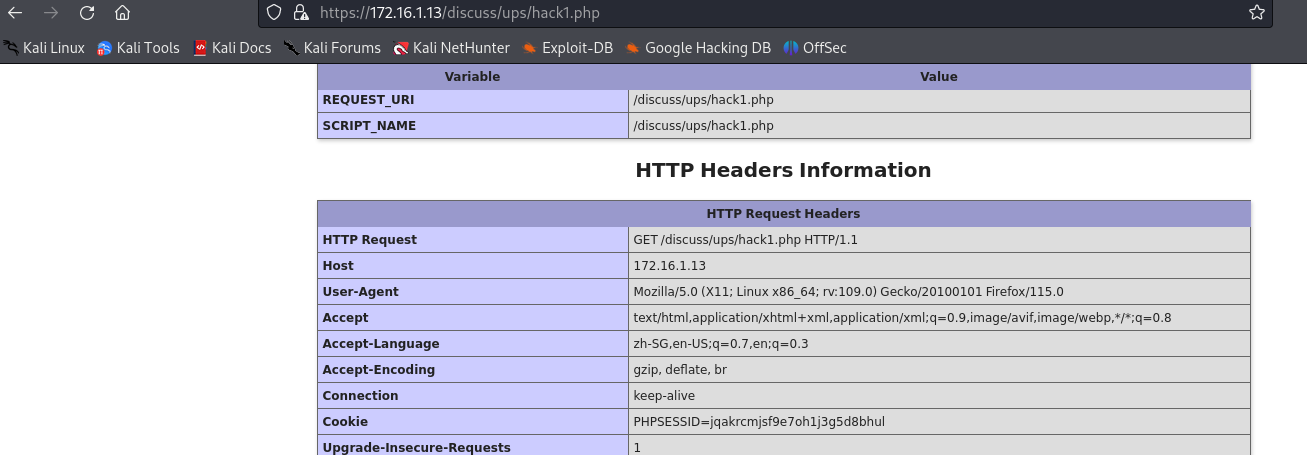 https://172.16.1.13/discuss/ups/hack1.php
Kali Linux Kali Tools Kali Docs Kali Forums Kali NetHunter Exploit-DB Google Hacking DB OffSec
Variable Value
REQUEST_URI /discuss/ups/hack1.php
SCRIPT_NAME /discuss/ups/hack1.php
HTTP Headers Information
HTTP Request Headers
HTTP Request GET /discuss/ups/hack1.php HTTP/1.1
Host 172.16.1.13
User-Agent Mozilla/5.0 (X11; Linux x86_64; rv:109.0) Gecko/20100101 Firefox/115.0
Accept text/html,application/xhtml+xml,application/xml;q=0.9,image/avif,image/webp,*/*;q=0.8
Accept-Language zh-SG,en-US;q=0.7,en;q=0.3
Accept-Encoding gzip, deflate, br
Connection keep-alive
Cookie PHPSESSID=jqakrcmjsf9e7oh1j3g5d8bhul
Upgrade-Insecure-Requests 1